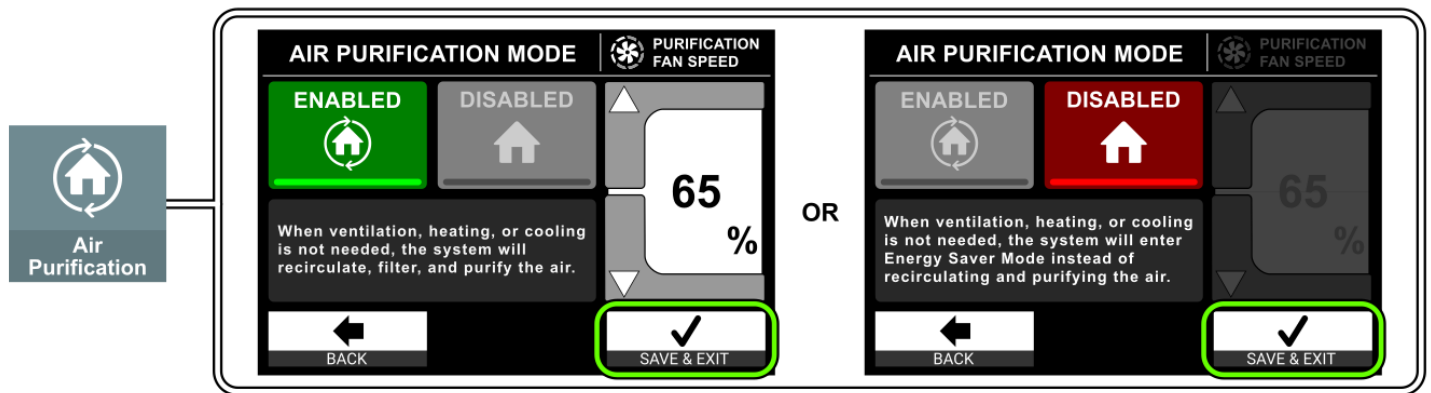 Air
Purification
AIR PURIFICATION MODE
PURIFICATION
FAN SPEED
ENABLED
DISABLED
65
%
When ventilation, heating, or cooling
is not needed, the system will
recirculate, filter, and purify the air.
BACK
SAVE & EXIT
OR
AIR PURIFICATION MODE
PURIFICATION
FAN SPEED
ENABLED
DISABLED
65
%
When ventilation, heating, or cooling
is not needed, the system will enter
Energy Saver Mode instead of
recirculating and purifying the air.
BACK
SAVE & EXIT